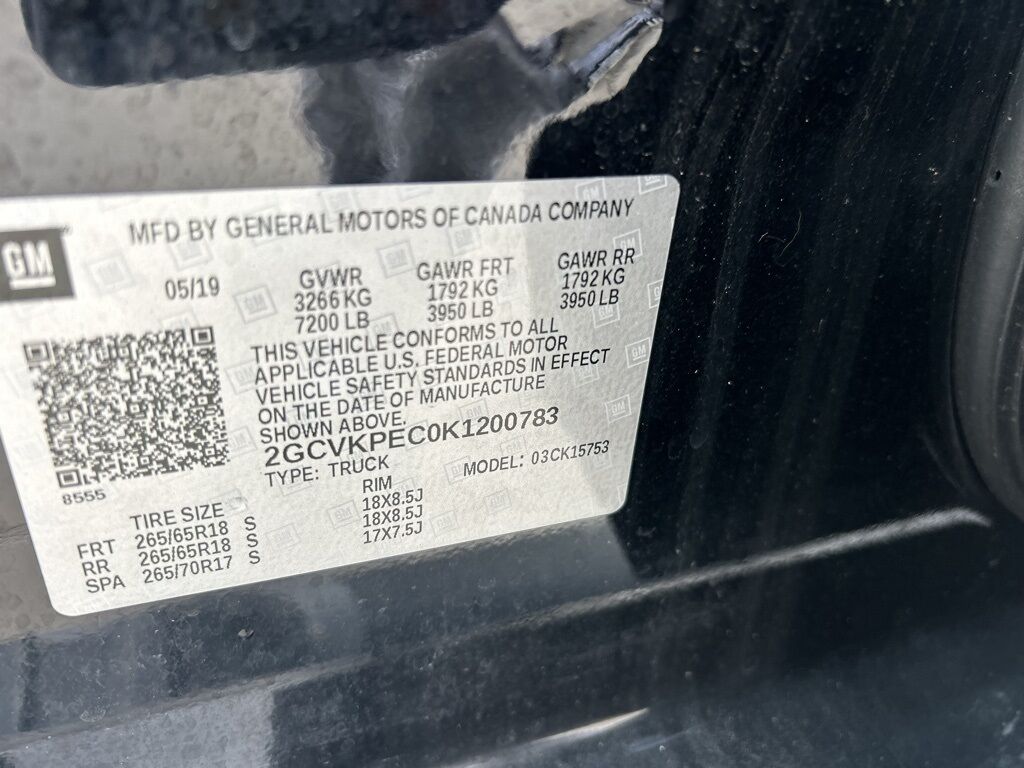 MFD BY GENERAL MOTORS OF CANADA COMPANY
GM
05/19
GVWR
3266 KG
7200 LB
GAWR FRT
1792 KG
3950 LB
GAWR RR
1792 KG
3950 LB
THIS VEHICLE CONFORMS TO ALL
APPLICABLE U.S. FEDERAL MOTOR
VEHICLE SAFETY STANDARDS IN EFFECT
ON THE DATE OF MANUFACTURE
SHOWN ABOVE.
2GCVKPEC0K1200783
TYPE: TRUCK MODEL: 03CK15753
8555
TIRE SIZE RIM
FRT 265/65R18 S 18X8.5J
RR 265/65R18 S 18X8.5J
SPA 265/70R17 S 17X7.5J